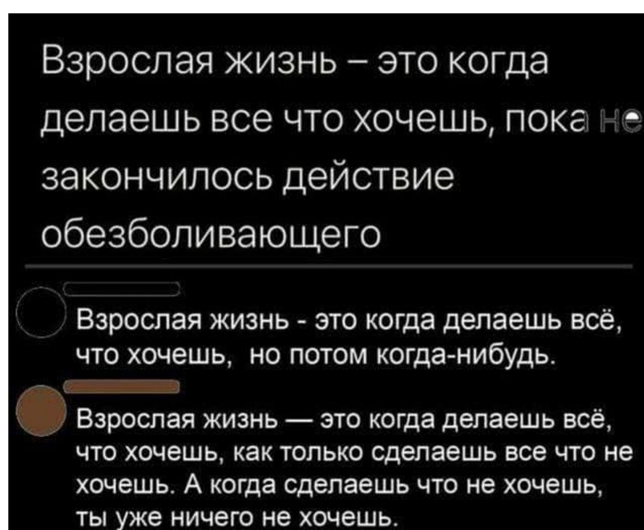 Взрослая жизнь – это когда
делаешь все что хочешь, пока не
закончилось действие
обезболивающего
Взрослая жизнь - это когда делаешь всё,
что хочешь, но потом когда-нибудь.
Взрослая жизнь — это когда делаешь всё,
что хочешь, как только сделаешь все что не
хочешь. А когда сделаешь что не хочешь,
ты уже ничего не хочешь.